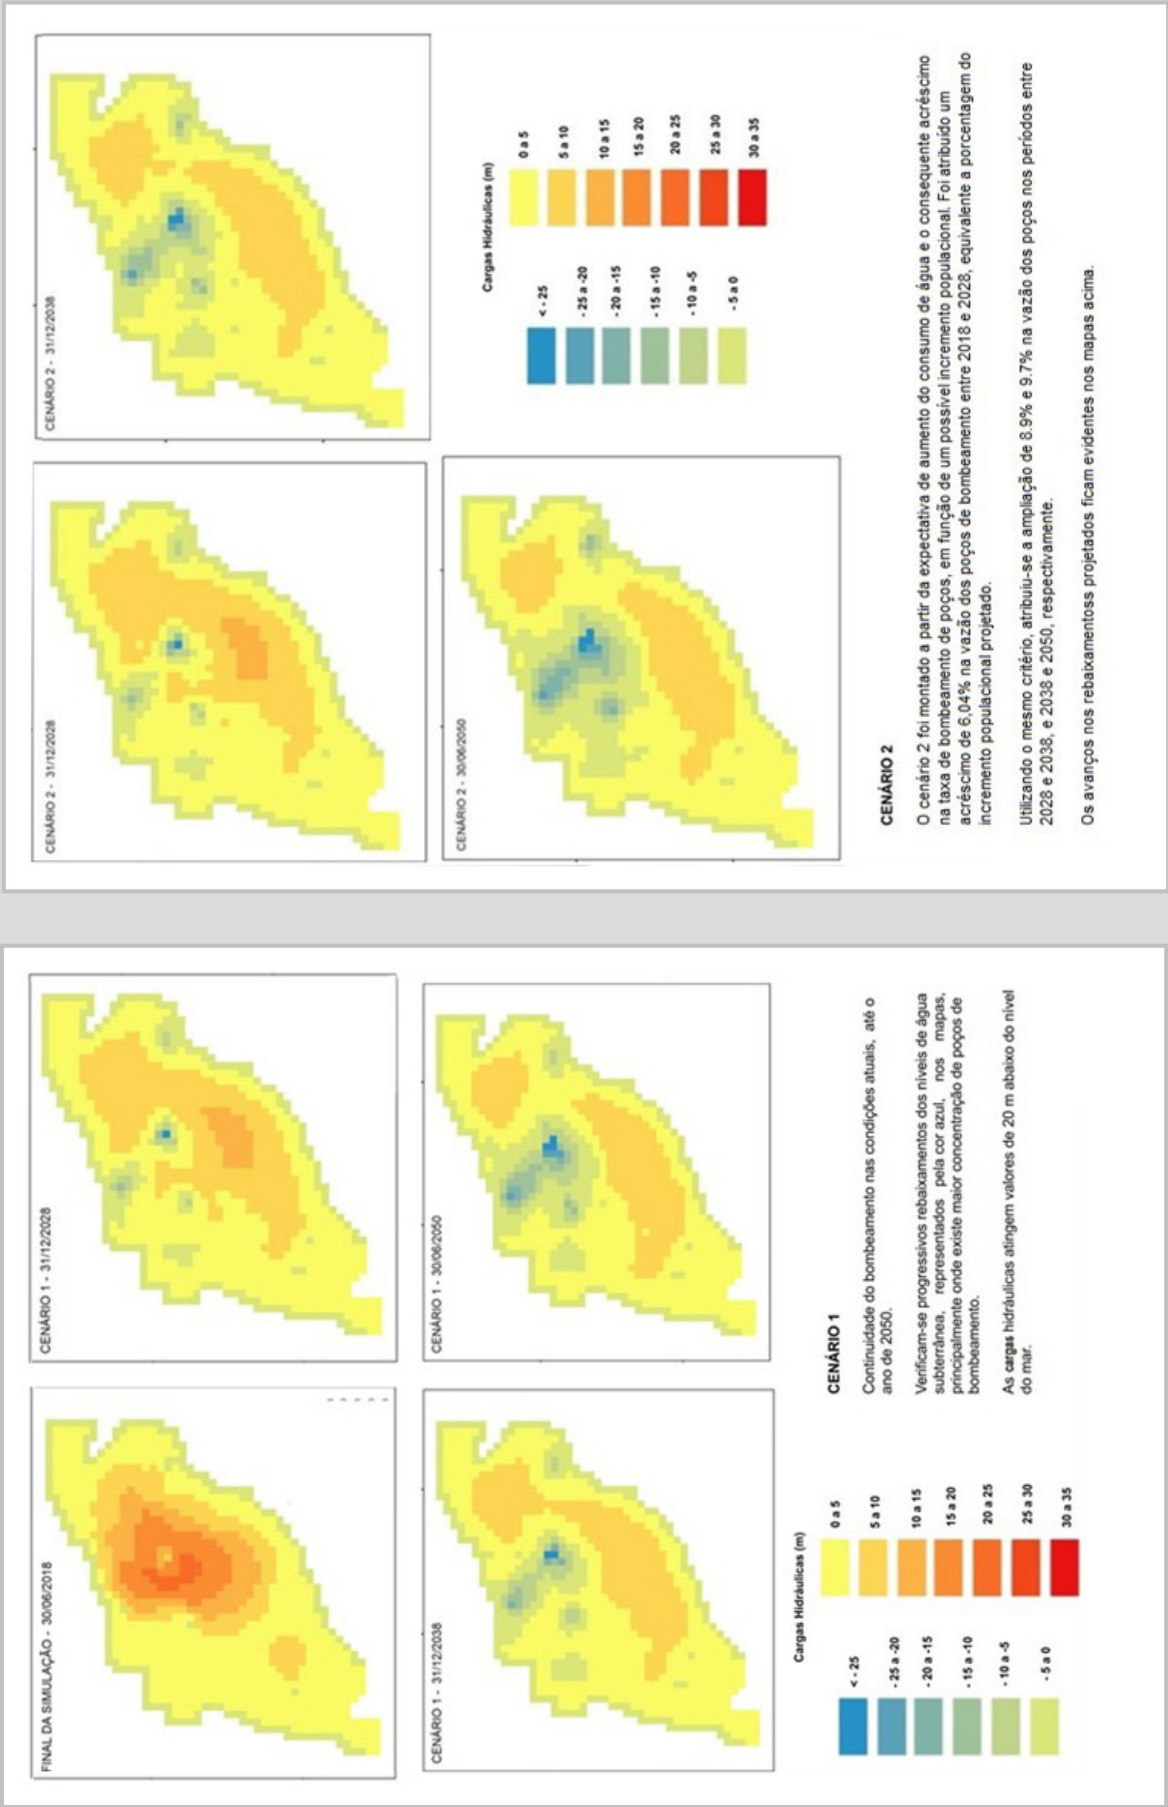 FINAL DA SIMULAÇÃO - 30/06/2018
CENÁRIO 1 - 31/12/2028
CENÁRIO 1 - 31/12/2038
CENÁRIO 1 - 30/06/2050
Cargas Hidráulicas (m)
< - 25
- 25 a -20
- 20 a -15
- 15 a -10
- 10 a -5
- 5 a 0
0 a 5
5 a 10
10 a 15
15 a 20
20 a 25
25 a 30
30 a 35
CENÁRIO 1
Continuidade do bombeamento nas condições atuais, até o
ano de 2050.
Verificam-se progressivos rebaixamentos dos níveis de água
subterrânea, representados pela cor azul, nos mapas,
principalmente onde existe maior concentração de poços de
bombeamento.
As cargas hidráulicas atingem valores de 20 m abaixo do nível
do mar.
CENÁRIO 2 - 31/12/2028
CENÁRIO 2 - 31/12/2038
CENÁRIO 2 - 30/06/2050
Cargas Hidráulicas (m)
< - 25
- 25 a -20
- 20 a -15
- 15 a -10
- 10 a -5
- 5 a 0
0 a 5
5 a 10
10 a 15
15 a 20
20 a 25
25 a 30
30 a 35
CENÁRIO 2
O cenário 2 foi montado a partir da expectativa de aumento do consumo de água e o consequente acréscimo
na taxa de bombeamento de poços, em função de um possível incremento populacional. Foi atribuído um
acréscimo de 6,04% na vazão dos poços de bombeamento entre 2018 e 2028, equivalente a porcentagem do
incremento populacional projetado.
Utilizando o mesmo critério, atribuiu-se a ampliação de 8.9% e 9.7% na vazão dos poços nos períodos entre
2028 e 2038, e 2038 e 2050, respectivamente.
Os avanços nos rebaixamentoss projetados ficam evidentes nos mapas acima.